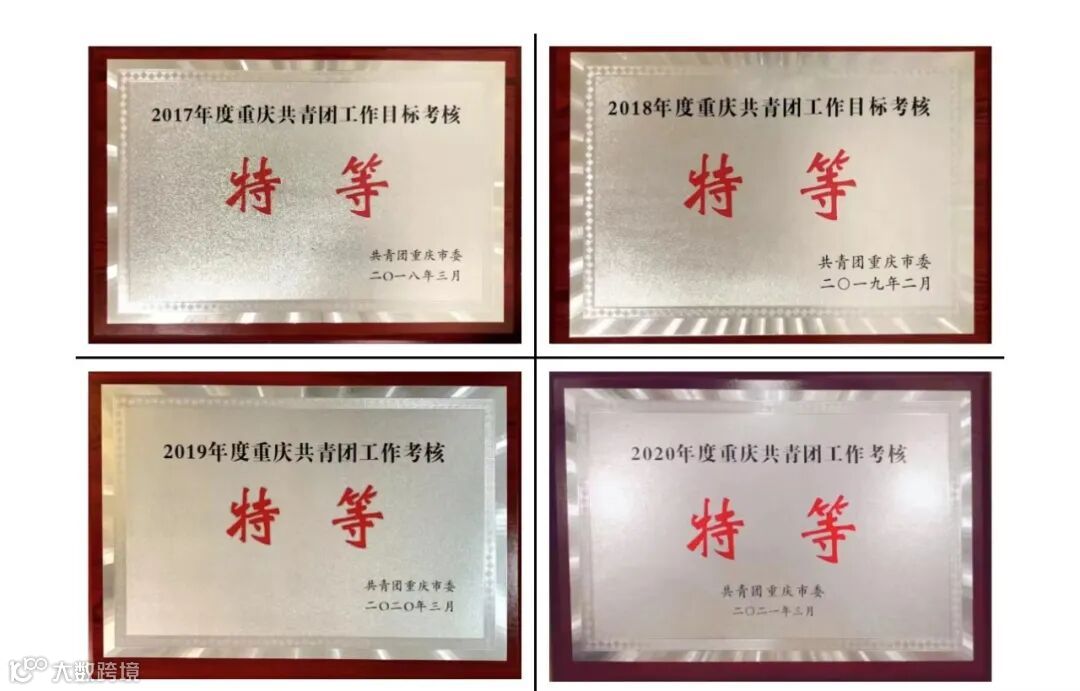 2017年度重庆共青团工作目标考核
特 等
共青团重庆市委
二〇一八年三月
2018年度重庆共青团工作目标考核
特 等
共青团重庆市委
二〇一九年二月
2019年度重庆共青团工作考核
特 等
共青团重庆市委
二〇二〇年三月
2020年度重庆共青团工作考核
特 等
共青团重庆市委
二〇二一年三月
大数跨境